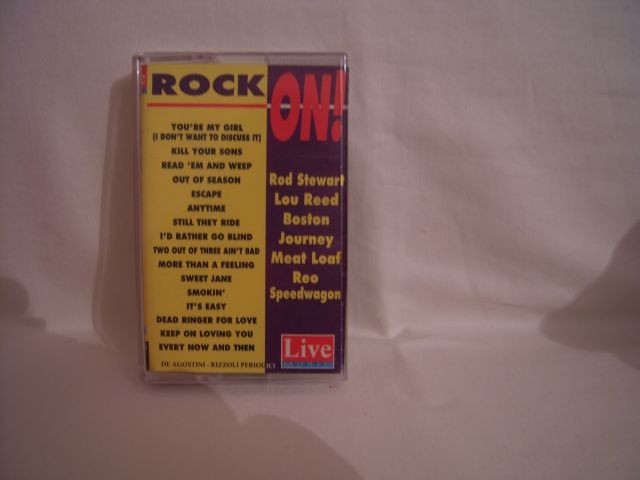 ROCK
ON!
YOU'RE MY GIRL
(I DON'T WANT TO DISCUSS IT)
KILL YOUR SONS
READ 'EM AND WEEP
OUT OF SEASON
ESCAPE
ANYTIME
STILL THEY RIDE
I'D RATHER GO BLIND
TWO OUT OF THREE AIN'T BAD
MORE THAN A FEELING
SWEET JANE
SMOKIN'
IT'S EASY
DEAD RINGER FOR LOVE
KEEP ON LOVING YOU
EVERY NOW AND THEN
DE AGOSTINI - RIZZOLI PERIODICI
Rod Stewart
Lou Reed
Boston
Journey
Meat Loaf
Reo
Speedwagon
Live
MUSIC